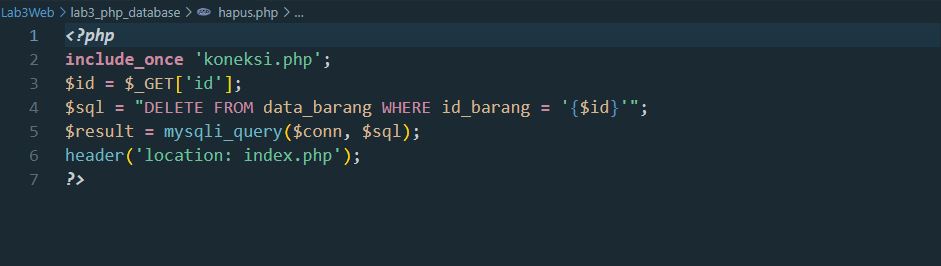 Lab3Web > lab3_php_database > hapus.php > ...
1 <?php
2 include_once 'koneksi.php';
3 $id = $_GET['id'];
4 $sql = "DELETE FROM data_barang WHERE id_barang = '{$id}'";
5 $result = mysqli_query($conn, $sql);
6 header('location: index.php');
7 ?>